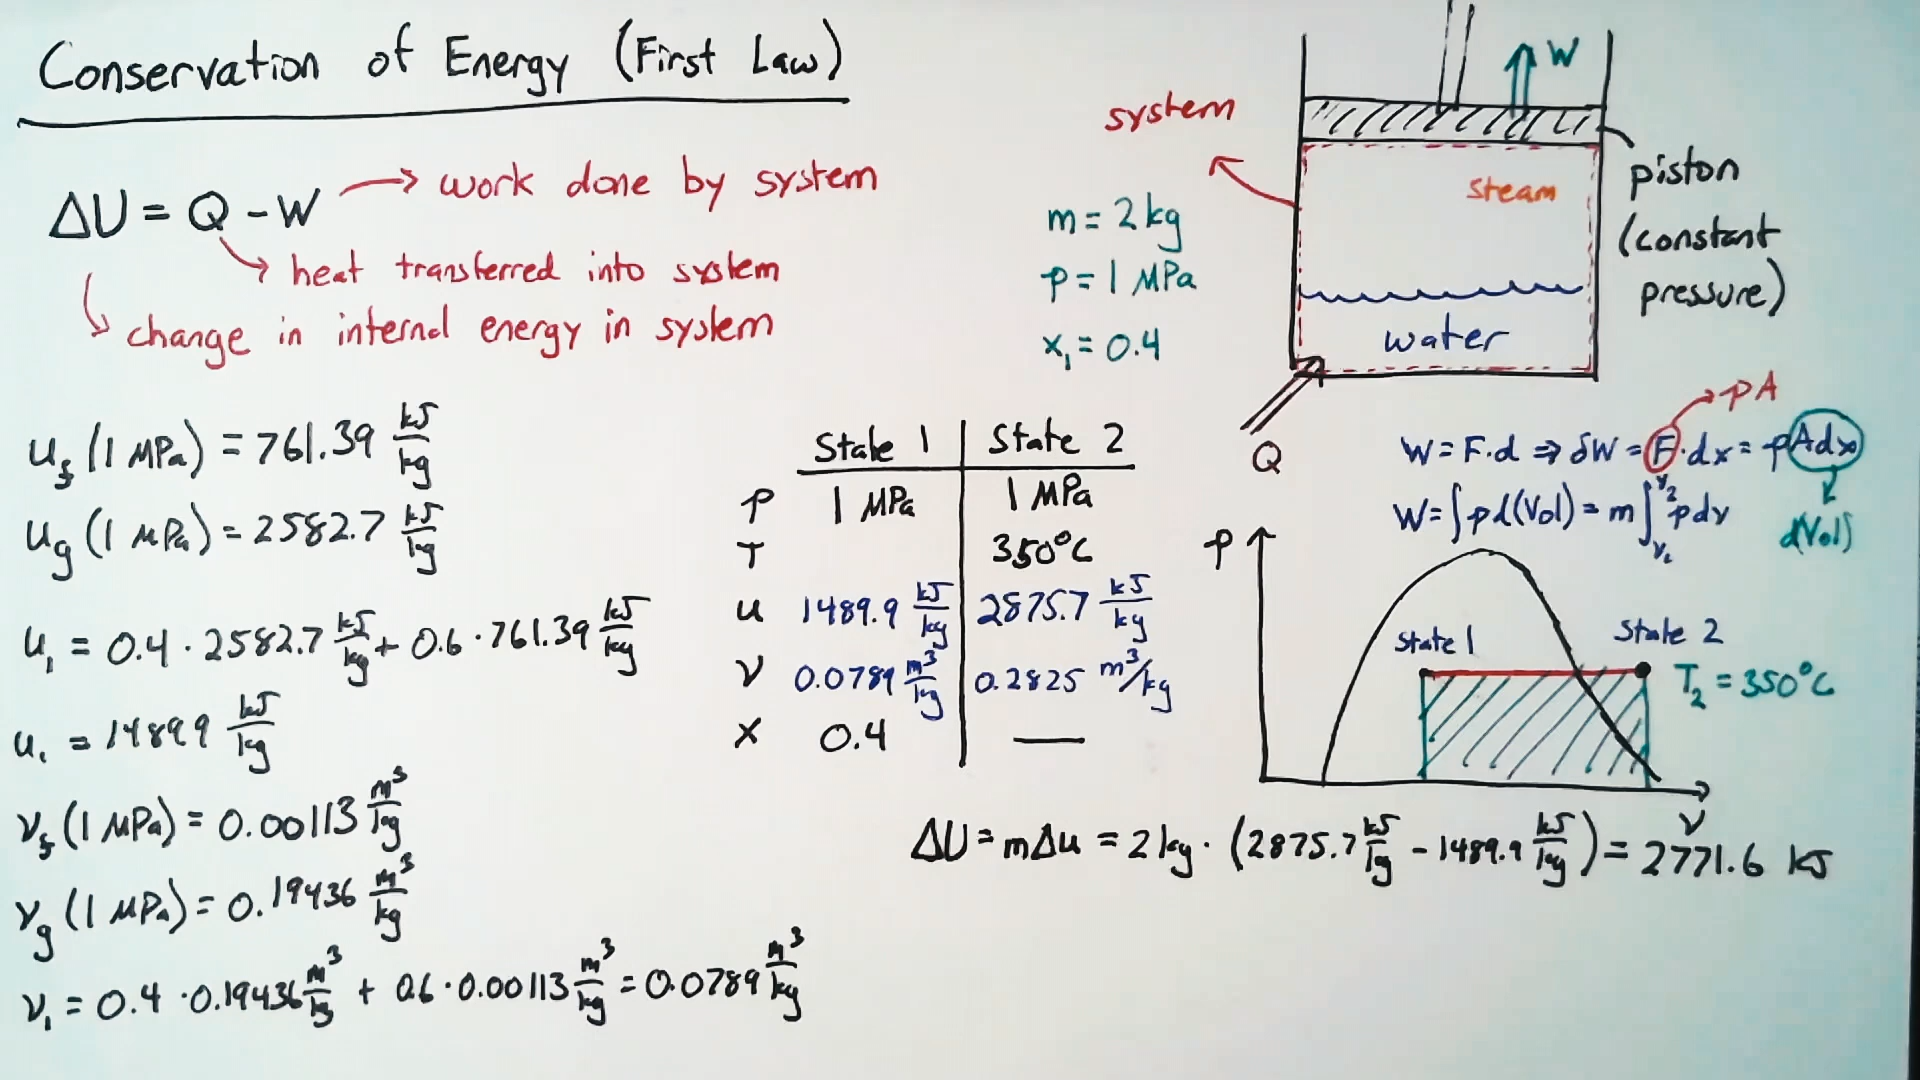 Conservation of Energy (First Law)
ΔU = Q - W → work done by system
heat transferred into system
change in internal energy in system
u_f (1 MPa) = 761.39 kJ/kg
u_g (1 MPa) = 2582.7 kJ/kg
u₁ = 0.4 · 2582.7 kJ/kg + 0.6 · 761.39 kJ/kg
u₁ = 1489.9 kJ/kg
v_f (1 MPa) = 0.00113 m³/kg
v_g (1 MPa) = 0.19436 m³/kg
v₁ = 0.4 · 0.19436 m³/kg + 0.6 · 0.00113 m³/kg = 0.0789 m³/kg
system
m = 2 kg
p = 1 MPa
x₁ = 0.4
W
steam
water
piston
(constant
pressure)
Q
State 1 State 2
p 1 MPa 1 MPa
T 350°C
u 1489.9 kJ/kg 2875.7 kJ/kg
v 0.0789 m³/kg 0.2825 m³/kg
x 0.4 —
pA
W = F·d ⇒ δW = F·dx = pAdx
W = ∫pd(Vol) = m∫_v₁^v₂ pdv
d(Vol)
p
State 1
State 2
T₂ = 350°C
v
ΔU = mΔu = 2 kg · (2875.7 kJ/kg - 1489.9 kJ/kg) = 2771.6 kJ